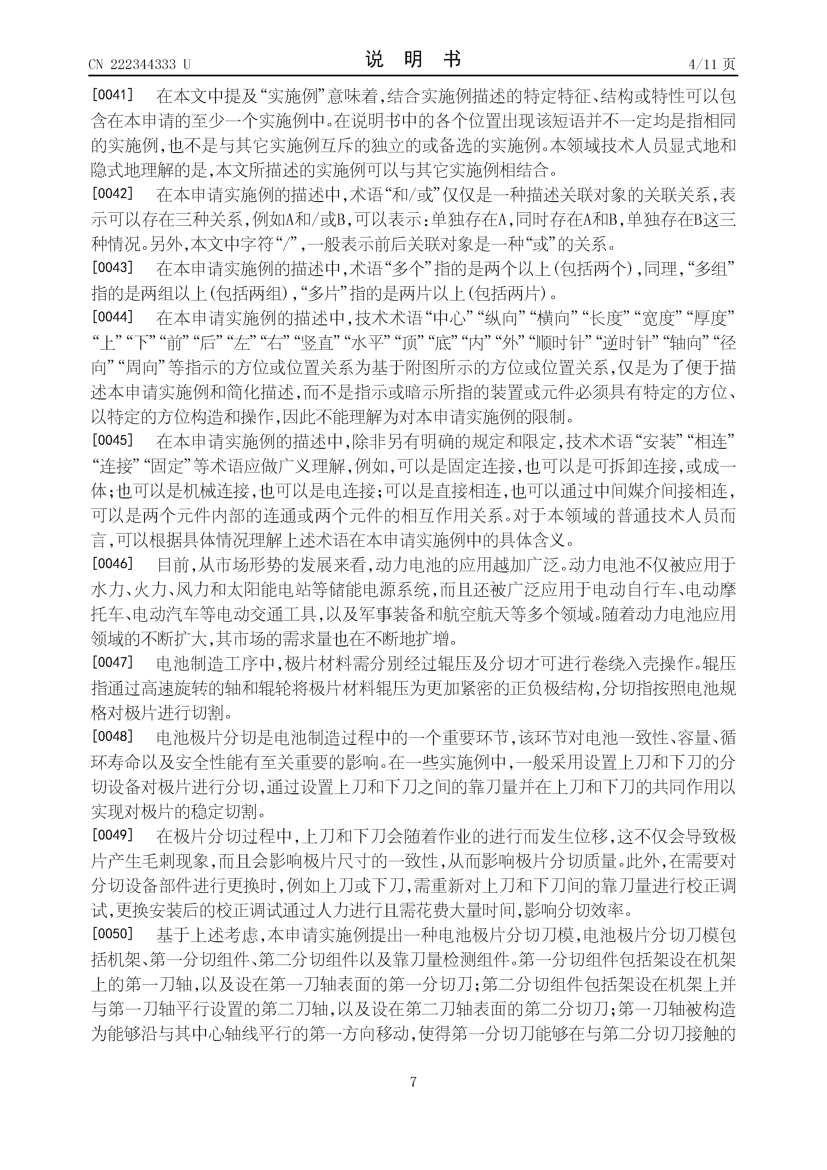 CN 222344333 U
说 明 书
4/11 页
[0041] 在本文中提及“实施例”意味着,结合实施例描述的特定特征、结构或特性可以包
含在本申请的至少一个实施例中。在说明书中的各个位置出现该短语并不一定均是指相同
的实施例,也不是与其它实施例互斥的独立的或备选的实施例。本领域技术人员显式地和
隐式地理解的是,本文所描述的实施例可以与其它实施例相结合。
[0042] 在本申请实施例的描述中,术语“和/或”仅仅是一种描述关联对象的关联关系,表
示可以存在三种关系,例如A和/或B,可以表示:单独存在A,同时存在A和B,单独存在B这三
种情况。另外,本文中字符“/”,一般表示前后关联对象是一种“或”的关系。
[0043] 在本申请实施例的描述中,术语“多个”指的是两个以上(包括两个),同理,“多组”
指的是两组以上(包括两组),“多片”指的是两片以上(包括两片)。
[0044] 在本申请实施例的描述中,技术术语“中心”“纵向”“横向”“长度”“宽度”“厚度”
“上”“下”“前”“后”“左”“右”“竖直”“水平”“顶”“底”“内”“外”“顺时针”“逆时针”“轴向”“径
向”“周向”等指示的方位或位置关系为基于附图所示的方位或位置关系,仅是为了便于描
述本申请实施例和简化描述,而不是指示或暗示所指的装置或元件必须具有特定的方位、
以特定的方位构造和操作,因此不能理解为对本申请实施例的限制。
[0045] 在本申请实施例的描述中,除非另有明确的规定和限定,技术术语“安装”“相连”
“连接”“固定”等术语应做广义理解,例如,可以是固定连接,也可以是可拆卸连接,或成一
体;也可以是机械连接,也可以是电连接;可以是直接相连,也可以通过中间媒介间接相连,
可以是两个元件内部的连通或两个元件的相互作用关系。对于本领域的普通技术人员而
言,可以根据具体情况理解上述术语在本申请实施例中的具体含义。
[0046] 目前,从市场形势的发展来看,动力电池的应用越加广泛。动力电池不仅被应用于
水力、火力、风力和太阳能电站等储能电源系统,而且还被广泛应用于电动自行车、电动摩
托车、电动汽车等电动交通工具,以及军事装备和航空航天等多个领域。随着动力电池应用
领域的不断扩大,其市场的需求量也在不断地扩增。
[0047] 电池制造工序中,极片材料需分别经过辊压及分切才可进行卷绕入壳操作。辊压
指通过高速旋转的轴和辊轮将极片材料辊压为更加紧密的正负极结构,分切指按照电池规
格对极片进行切割。
[0048] 电池极片分切是电池制造过程中的一个重要环节,该环节对电池一致性、容量、循
环寿命以及安全性能有至关重要的影响。在一些实施例中,一般采用设置上刀和下刀的分
切设备对极片进行分切,通过设置上刀和下刀之间的靠刀量并在上刀和下刀的共同作用以
实现对极片的稳定切割。
[0049] 在极片分切过程中,上刀和下刀会随着作业的进行而发生位移,这不仅会导致极
片产生毛刺现象,而且会影响极片尺寸的一致性,从而影响极片分切质量。此外,在需要对
分切设备部件进行更换时,例如上刀或下刀,需重新对上刀和下刀间的靠刀量进行校正调
试,更换安装后的校正调试通过人力进行且需花费大量时间,影响分切效率。
[0050] 基于上述考虑,本申请实施例提出一种电池极片分切刀模,电池极片分切刀模包
括机架、第一分切组件、第二分切组件以及靠刀量检测组件。第一分切组件包括架设在机架
上的第一刀轴,以及设在第一刀轴表面的第一分切刀;第二分切组件包括架设在机架上并
与第一刀轴平行设置的第二刀轴,以及设在第二刀轴表面的第二分切刀;第一刀轴被构造
为能够沿与其中心轴线平行的第一方向移动,使得第一分切刀能够在与第二分切刀接触的
7